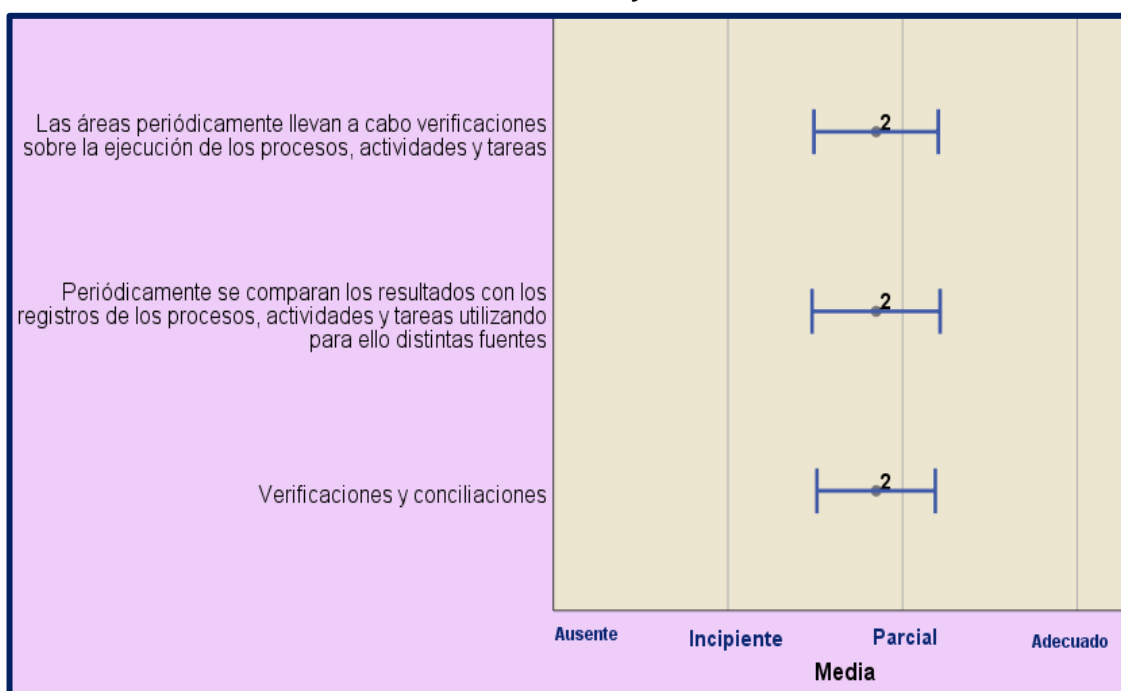 Las áreas periódicamente llevan a cabo verificaciones
sobre la ejecución de los procesos, actividades y tareas
2
Periódicamente se comparan los resultados con los
registros de los procesos, actividades y tareas utilizando
para ello distintas fuentes
2
Verificaciones y conciliaciones
2
Ausente
Incipiente
Parcial
Adecuado
Media